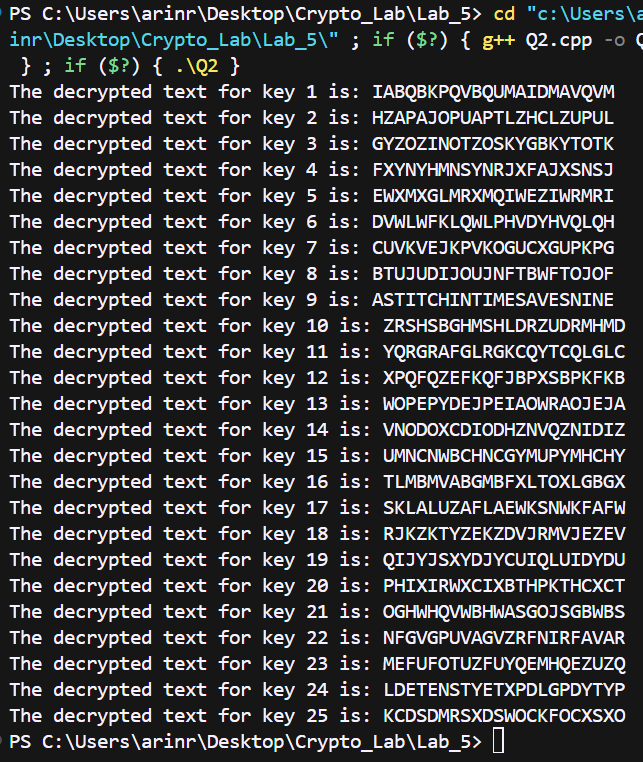 PS C:\Users\arinr\Desktop\Crypto_Lab\Lab_5> cd "c:\Users\a
inr\Desktop\Crypto_Lab\Lab_5\" ; if ($?) { g++ Q2.cpp -o Q
} ; if ($?) { .\Q2 }
The decrypted text for key 1 is: IABQBKPQVBQUMAIDMAVQVM
The decrypted text for key 2 is: HZAPAJOPUAPTLZHCLZUPUL
The decrypted text for key 3 is: GYZOZINOTZOSKYGBKYTOTK
The decrypted text for key 4 is: FXYNYHMNSYNRJXFAJXSNSJ
The decrypted text for key 5 is: EWXMXGLMRXMQIWEZIWRMRI
The decrypted text for key 6 is: DVWLWFKLQWLPHVDYHVQLQH
The decrypted text for key 7 is: CUVKVEJKPVKOGUCXGUPKPG
The decrypted text for key 8 is: BTUJUDIJOUJNFTBWFTOJOF
The decrypted text for key 9 is: ASTITCHINTIMESAVESNINE
The decrypted text for key 10 is: ZRSHSBGHMSHLDRZUDRMHMD
The decrypted text for key 11 is: YQRGRAFGLRGKCQYTCQLGLC
The decrypted text for key 12 is: XPQFQZEFKQFJBPXSBPKFKB
The decrypted text for key 13 is: WOPEPYDEJPEIAOWRAOJEJA
The decrypted text for key 14 is: VNODOXCDIODHZNVQZNIDIZ
The decrypted text for key 15 is: UMNCNWBCHNCGYMUPYMHCHY
The decrypted text for key 16 is: TLMBMVABGMBFXLTOXLGBGX
The decrypted text for key 17 is: SKLALUZAFLAEWKSNWKFAFW
The decrypted text for key 18 is: RJKZKTYZEKZDVJRMVJEZEV
The decrypted text for key 19 is: QIJYJSXYDJYCUIQLUIDYDU
The decrypted text for key 20 is: PHIXIRWXCIXBTHPKTHCXCT
The decrypted text for key 21 is: OGHWHQVWBHWASGOJSGBWBS
The decrypted text for key 22 is: NFGVGPUVAGVZRFNIRFAVAR
The decrypted text for key 23 is: MEFUFOTUZFUYQEMHQEZUZQ
The decrypted text for key 24 is: LDETENSTYETXPDLGPDYTYP
The decrypted text for key 25 is: KCDSDMRSXDSWOCKFOCXSXO
PS C:\Users\arinr\Desktop\Crypto_Lab\Lab_5>